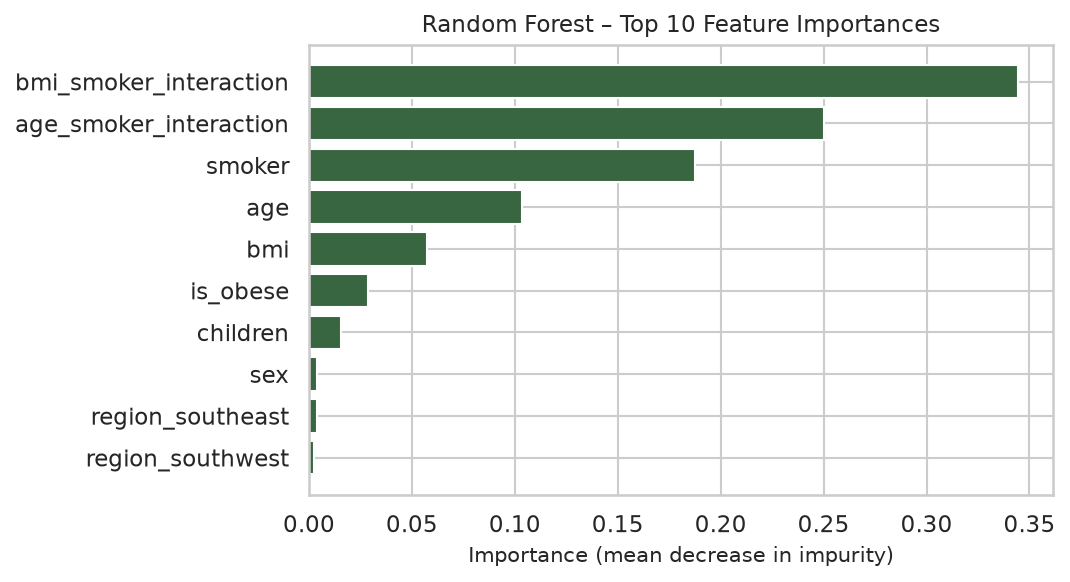 Random Forest – Top 10 Feature Importances
bmi_smoker_interaction
age_smoker_interaction
smoker
age
bmi
is_obese
children
sex
region_southeast
region_southwest
0.00 0.05 0.10 0.15 0.20 0.25 0.30 0.35
Importance (mean decrease in impurity)